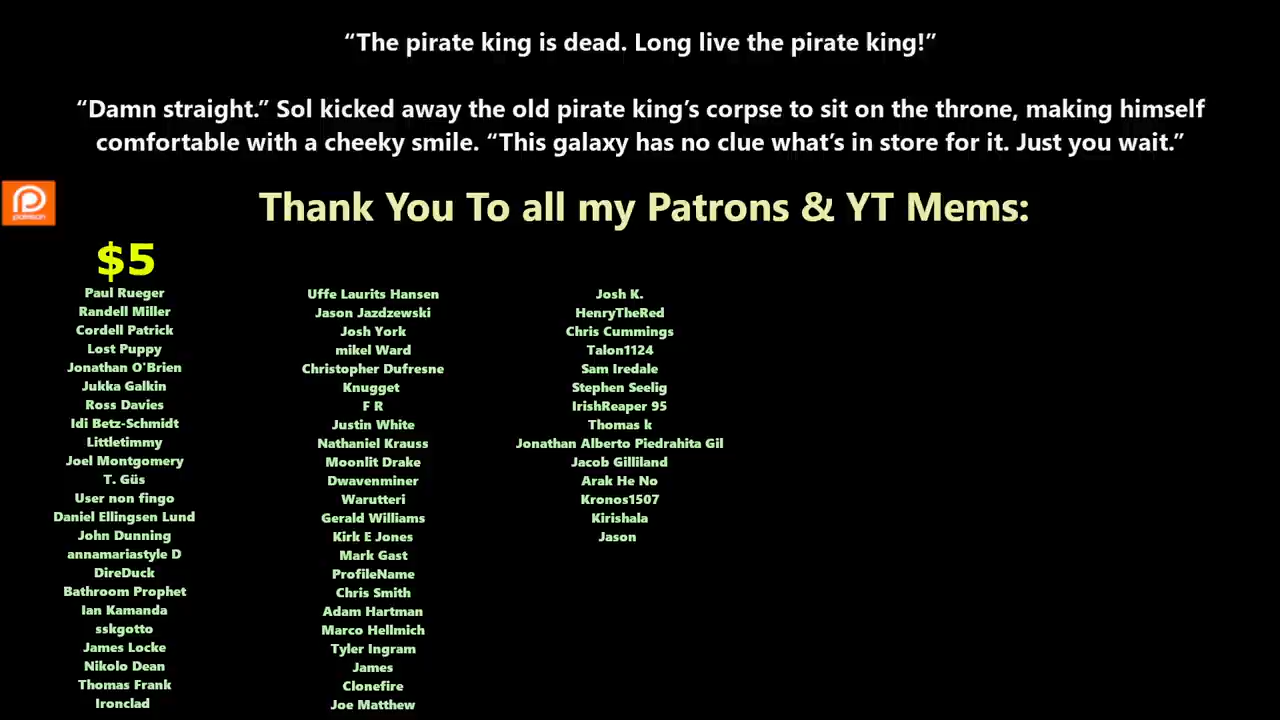 “The pirate king is dead. Long live the pirate king!”
“Damn straight.” Sol kicked away the old pirate king’s corpse to sit on the throne, making himself
comfortable with a cheeky smile. “This galaxy has no clue what’s in store for it. Just you wait.”
patreon
Thank You To all my Patrons & YT Mems:
$5
Paul Rueger
Randell Miller
Cordell Patrick
Lost Puppy
Jonathan O'Brien
Jukka Galkin
Ross Davies
Idi Betz-Schmidt
Littletimmy
Joel Montgomery
T. Güs
User non fingo
Daniel Ellingsen Lund
John Dunning
annamariastyle D
DireDuck
Bathroom Prophet
Ian Kamanda
sskgotto
James Locke
Nikolo Dean
Thomas Frank
Ironclad
Uffe Laurits Hansen
Jason Jazdzewski
Josh York
mikel Ward
Christopher Dufresne
Knugget
F R
Justin White
Nathaniel Krauss
Moonlit Drake
Dwavenminer
Warutteri
Gerald Williams
Kirk E Jones
Mark Gast
ProfileName
Chris Smith
Adam Hartman
Marco Hellmich
Tyler Ingram
James
Clonefire
Joe Matthew
Josh K.
HenryTheRed
Chris Cummings
Talon1124
Sam Iredale
Stephen Seelig
IrishReaper 95
Thomas k
Jonathan Alberto Piedrahita Gil
Jacob Gilliland
Arak He No
Kronos1507
Kirishala
Jason